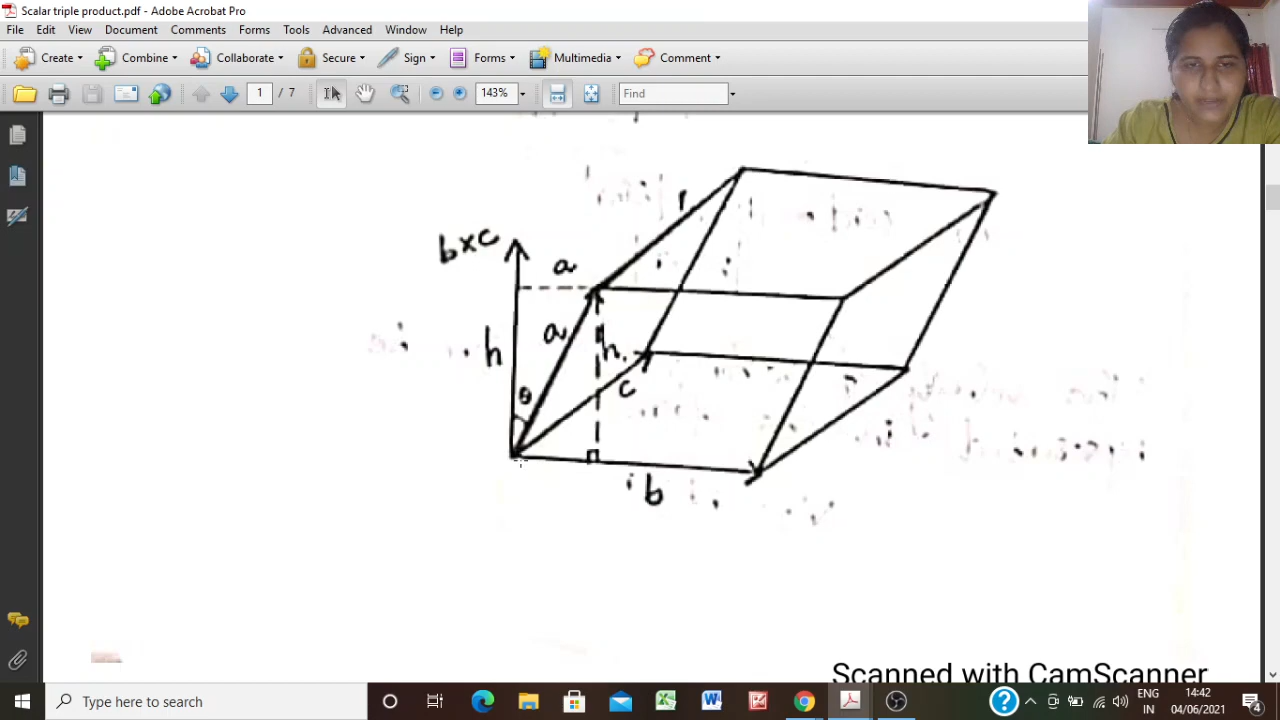 Scalar triple product.pdf - Adobe Acrobat Pro
File Edit View Document Comments Forms Tools Advanced Window Help
Create Combine Collaborate Secure Sign Forms Multimedia Comment
1 / 7 143% Find
b×c
a
a
h
h
θ
c
b
Scanned with CamScanner
Type here to search
ENG
IN
14:42
04/06/2021
4